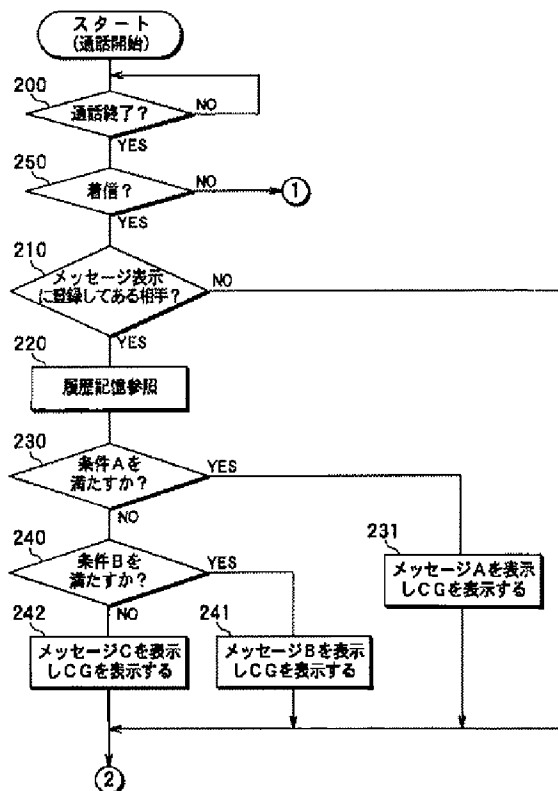 スタート
(通話開始)
200
通話終了?
NO
YES
250
着信?
NO
①
YES
210
メッセージ表示
に登録してある相手?
NO
YES
220
履歴記憶参照
230
条件Aを
満たすか?
YES
NO
240
条件Bを
満たすか?
YES
NO
231
メッセージAを表示
しCGを表示する
242
メッセージCを表示
しCGを表示する
241
メッセージBを表示
しCGを表示する
②